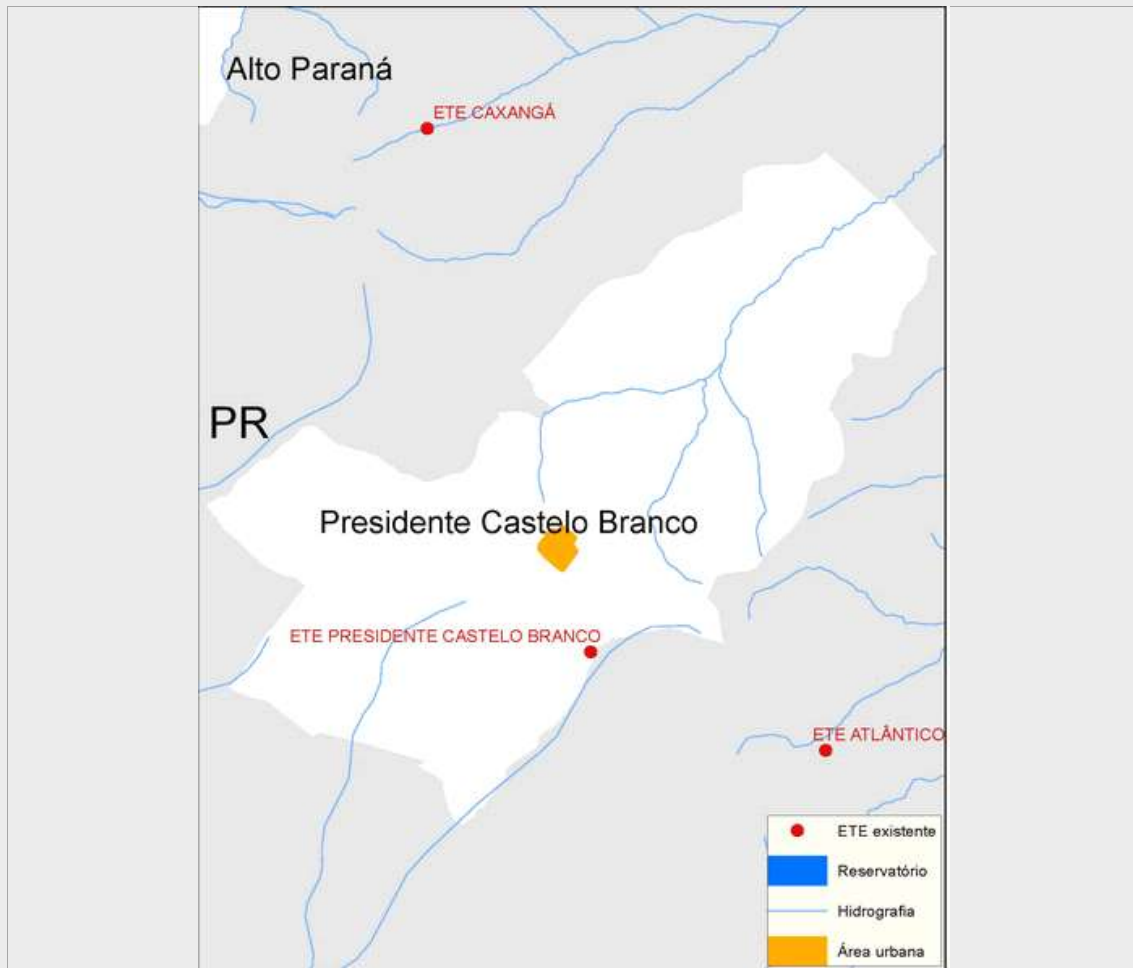 Alto Paraná
ETE CAXANGÁ
PR
Presidente Castelo Branco
ETE PRESIDENTE CASTELO BRANCO
ETE ATLÂNTICO
ETE existente
Reservatório
Hidrografia
Área urbana